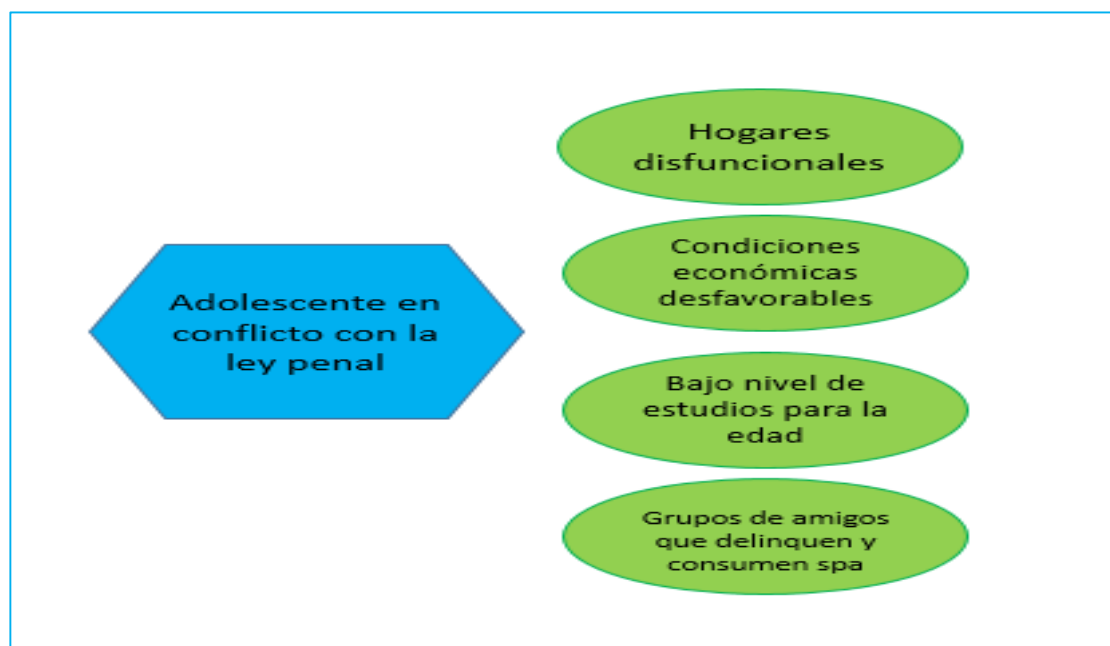 Hogares
disfuncionales
Condiciones
económicas
desfavorables
Adolescente en
conflicto con la
ley penal
Bajo nivel de
estudios para la
edad
Grupos de amigos
que delinquen y
consumen spa